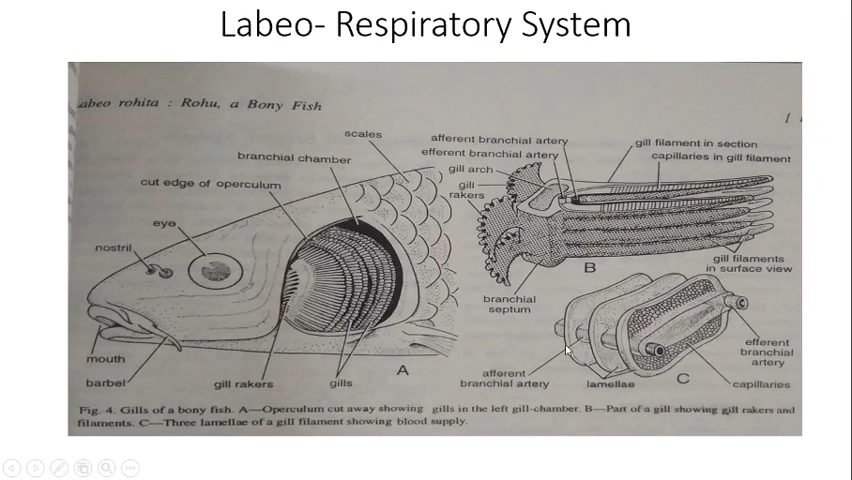 Labeo- Respiratory System
abeo rohita : Rohu, a Bony Fish
[
scales
branchial chamber
cut edge of operculum
eye
nostril
mouth
barbel
gill rakers
gills
A
afferent branchial artery
efferent branchial artery
gill arch
gill
rakers
gill filament in section
capillaries in gill filament
gill filaments
in surface view
B
branchial
septum
efferent
branchial
artery
afferent
branchial artery
lamellae
C
capillaries
Fig. 4. Gills of a bony fish. A—Operculum cut away showing gills in the left gill-chamber. B—Part of a gill showing gill rakers and
filaments. C—Three lamellae of a gill filament showing blood supply.